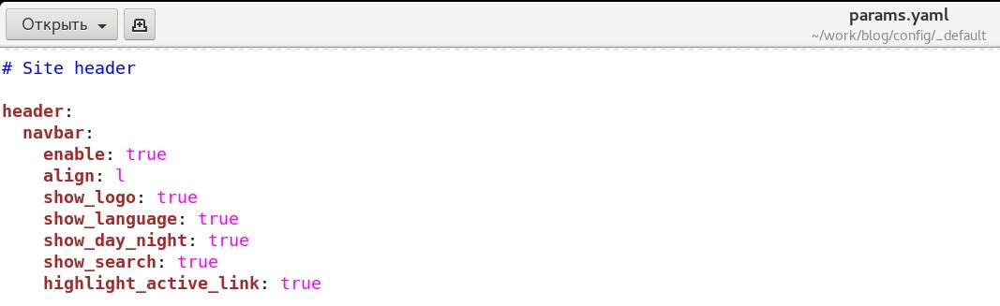 Открыть
params.yaml
~/work/blog/config/_default
# Site header
header:
  navbar:
    enable: true
    align: l
    show_logo: true
    show_language: true
    show_day_night: true
    show_search: true
    highlight_active_link: true